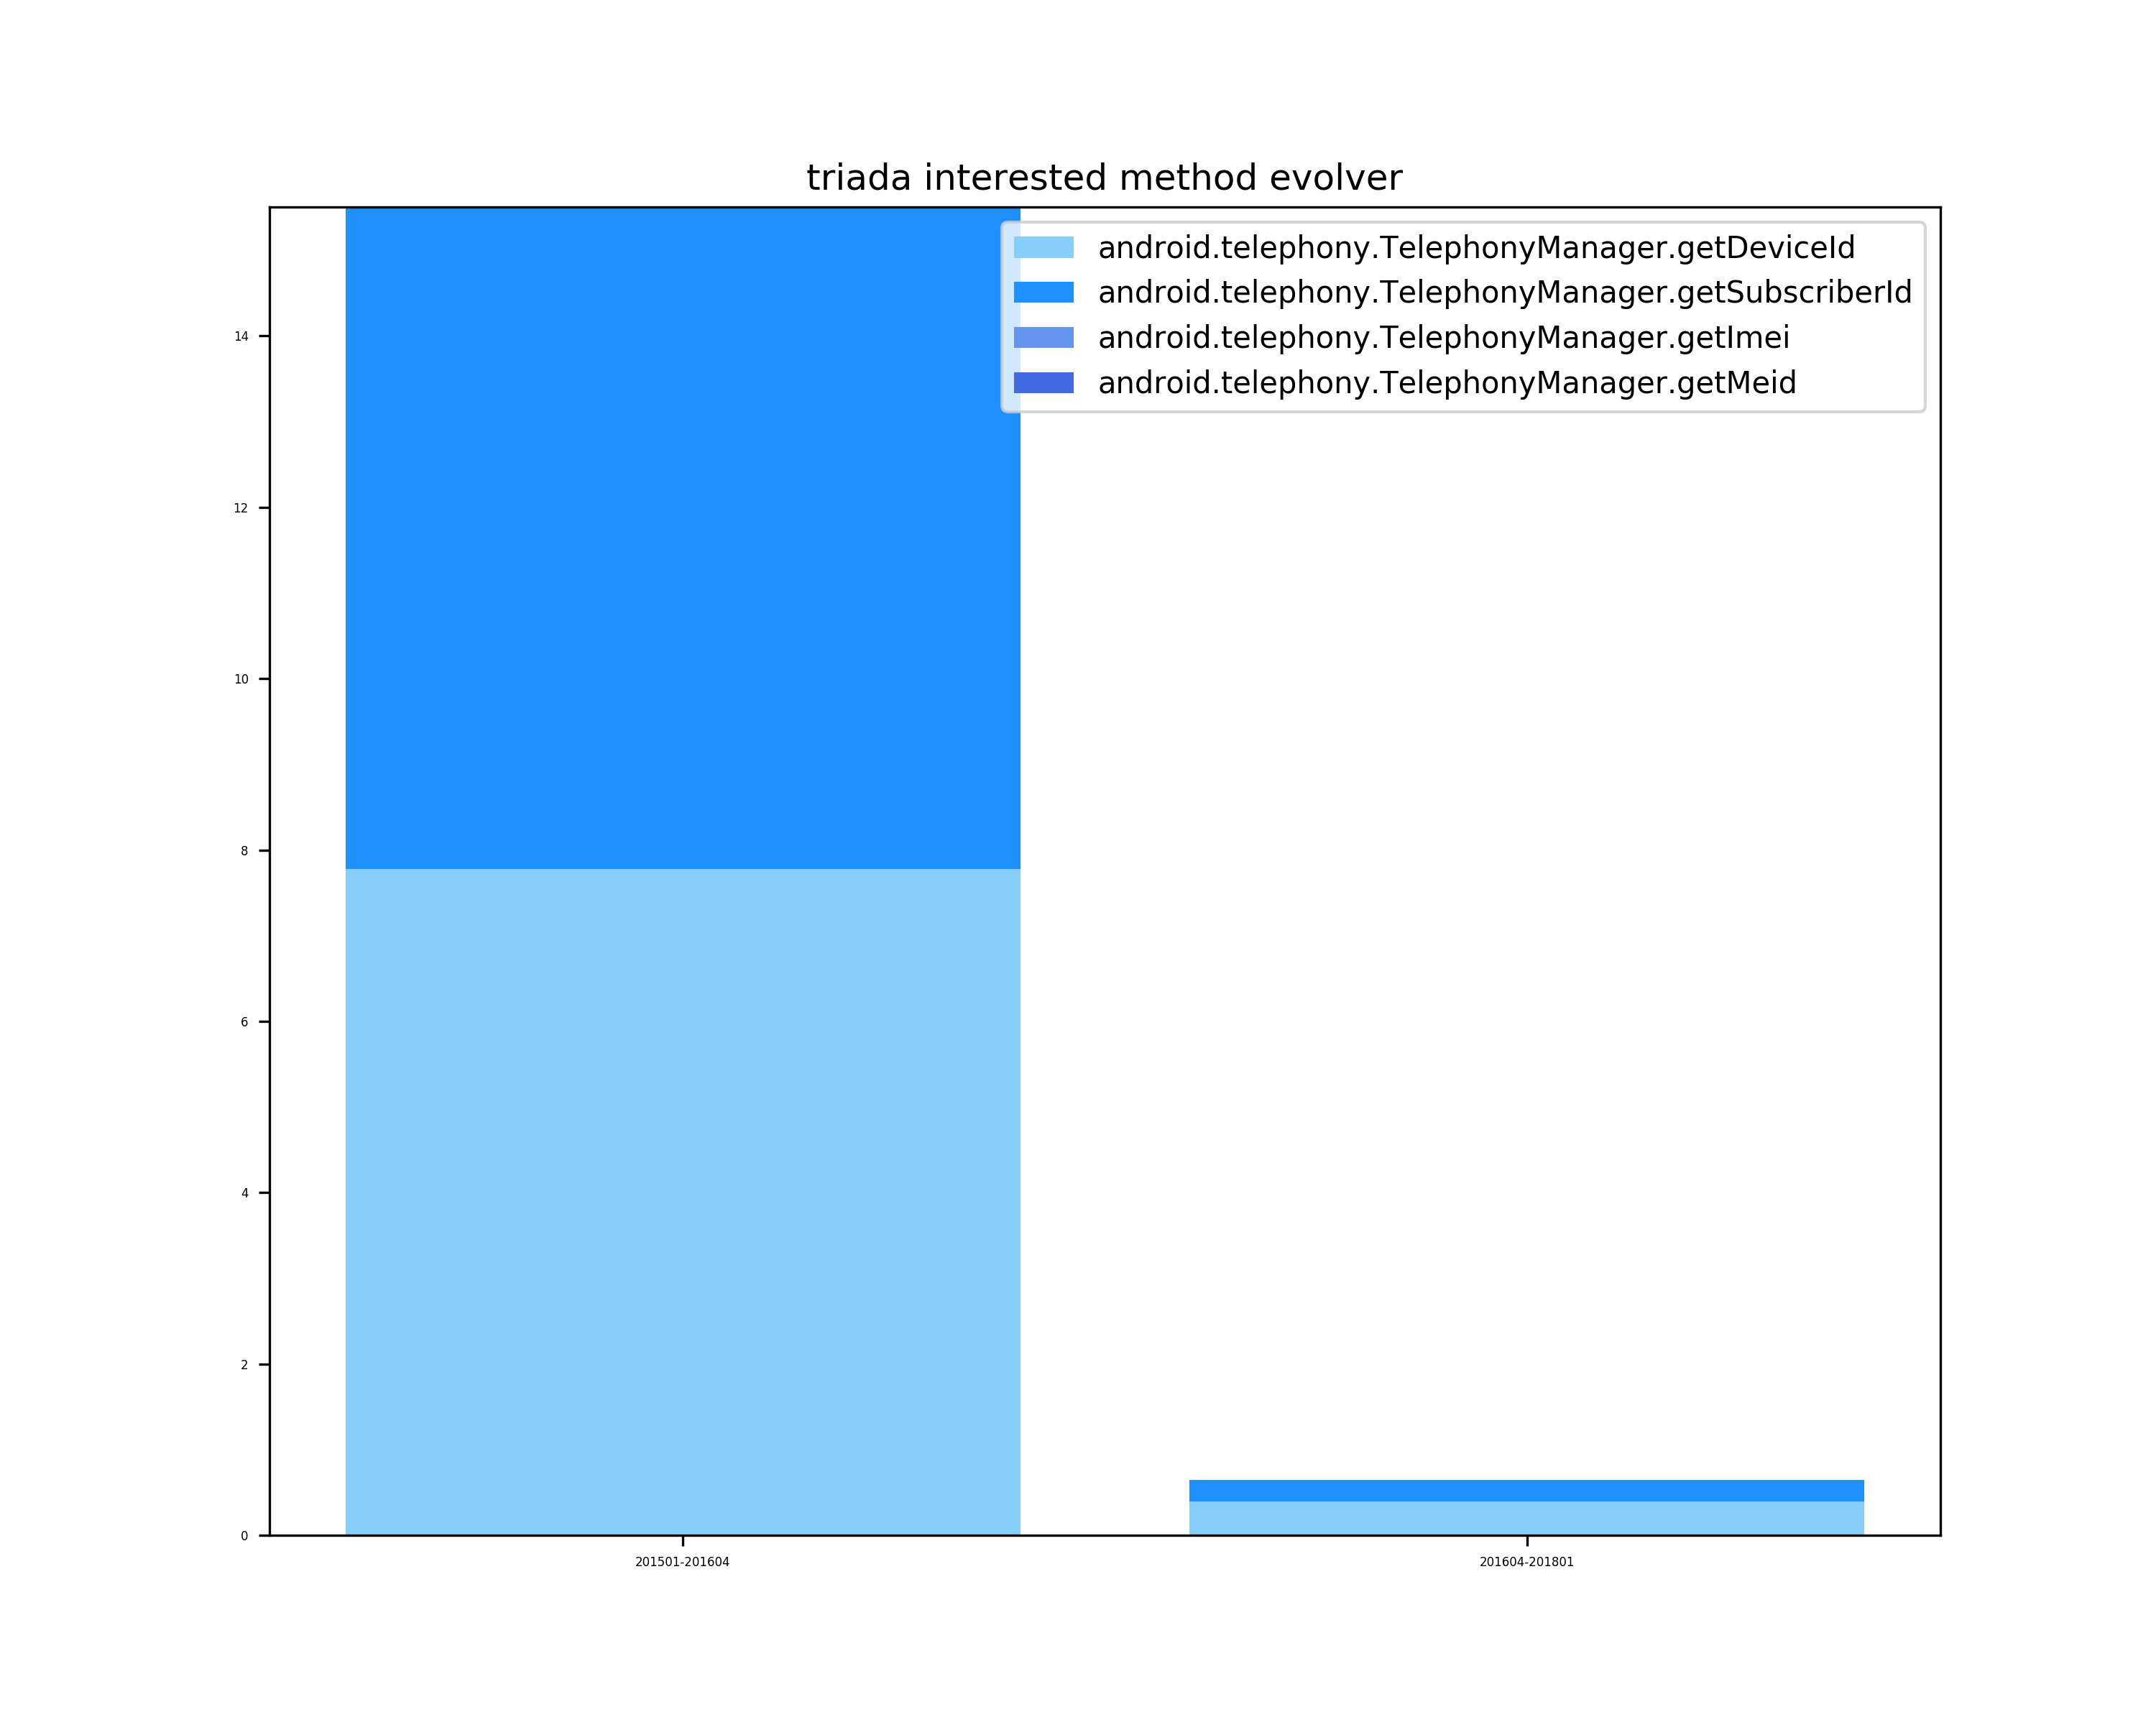 triada interested method evolver
android.telephony.TelephonyManager.getDeviceId
android.telephony.TelephonyManager.getSubscriberId
android.telephony.TelephonyManager.getImei
android.telephony.TelephonyManager.getMeid
14
12
10
8
6
4
2
0
201501-201604
201604-201801